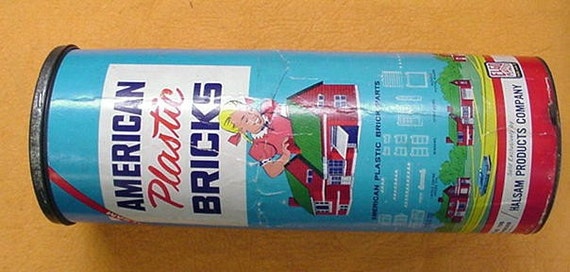 AMERICAN
Plastic
BRICKS
AMERICAN PLASTIC BRICK PARTS
HALSAM PRODUCTS COMPANY